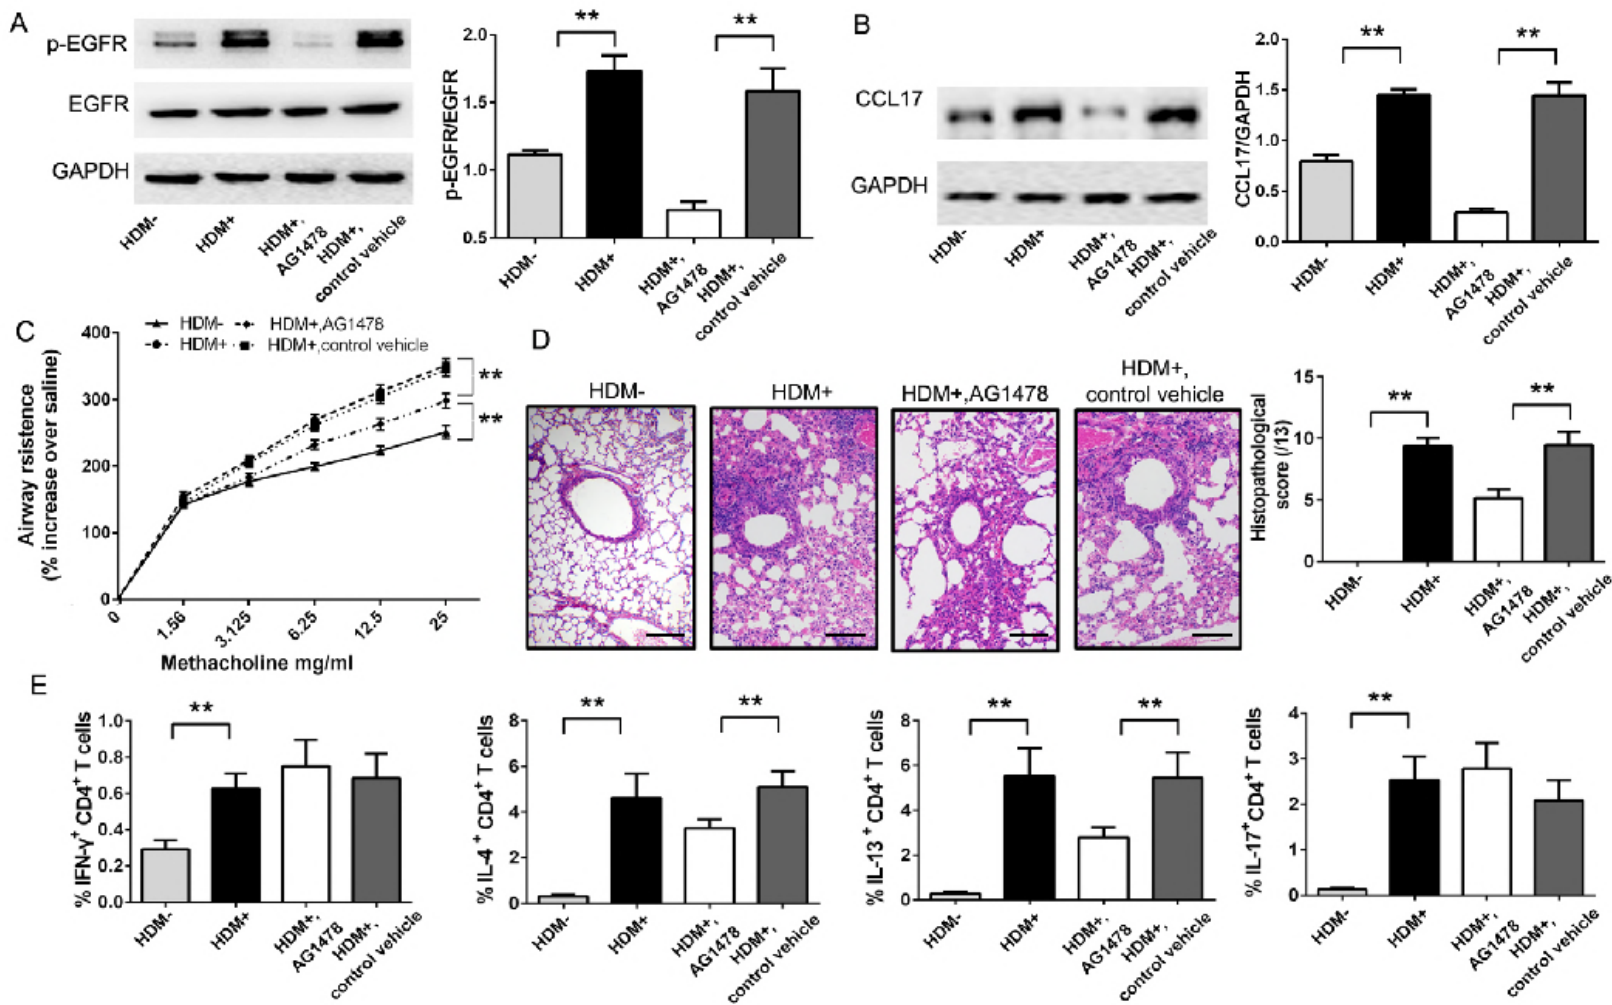 A
p-EGFR
EGFR
GAPDH
HDM-
HDM+
HDM+,
AG1478
HDM+,
control vehicle
p-EGFR/EGFR
2.0
1.5
1.0
0.5
**
**
HDM-
HDM+
HDM+,
AG1478
HDM+,
control vehicle
B
CCL17
GAPDH
HDM-
HDM+
HDM+,
AG1478
HDM+,
control vehicle
CCL17/GAPDH
2.0
1.5
1.0
0.5
0.0
**
**
HDM-
HDM+
HDM+,
AG1478
HDM+,
control vehicle
C
Airway rsistence
(% increase over saline)
400
300
200
100
0
HDM-
HDM+,AG1478
HDM+
HDM+,control vehicle
**
**
0
1.56
3.125
6.25
12.5
25
Methacholine mg/ml
D
HDM-
HDM+
HDM+,AG1478
HDM+,
control vehicle
Histopathological
score (/13)
15
10
5
0
**
**
HDM-
HDM+
HDM+,
AG1478
HDM+,
control vehicle
E
% IFN-γ+ CD4+ T cells
1.0
0.8
0.6
0.4
0.2
0.0
**
HDM-
HDM+
HDM+,
AG1478
HDM+,
control vehicle
% IL-4+ CD4+ T cells
8
6
4
2
0
**
**
HDM-
HDM+
HDM+,
AG1478
HDM+,
control vehicle
% IL-13+ CD4+ T cells
8
6
4
2
0
**
**
HDM-
HDM+
HDM+,
AG1478
HDM+,
control vehicle
% IL-17+CD4+ T cells
4
3
2
1
0
**
HDM-
HDM+
HDM+,
AG1478
HDM+,
control vehicle